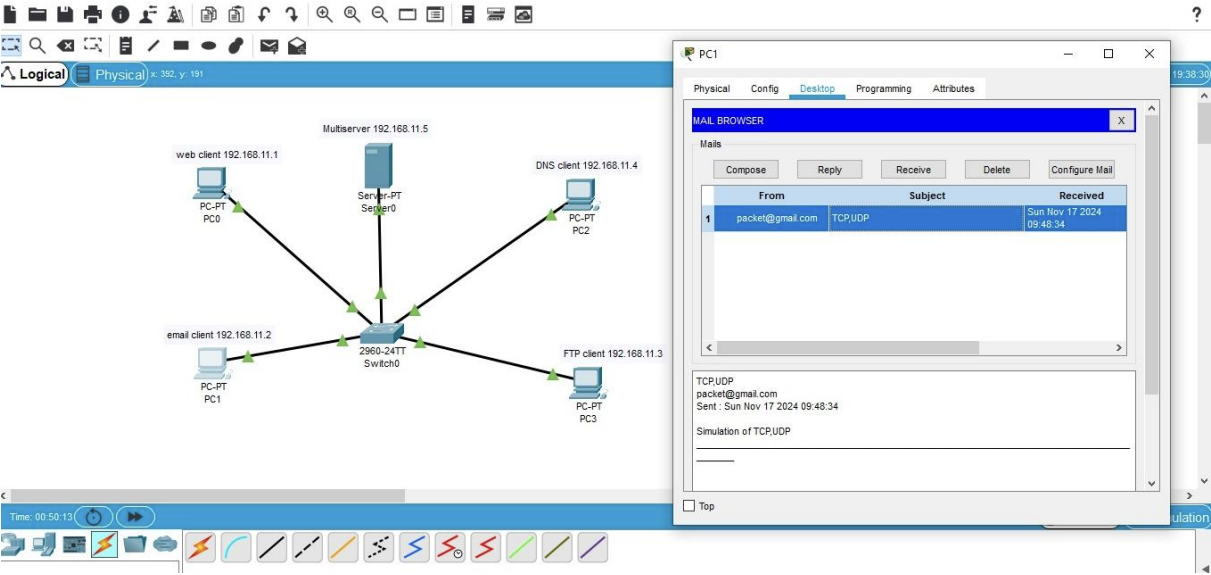 ?
Logical
Physical
x: 392, y: 191
19:38:30
Multiserver 192.168.11.5
web client 192.168.11.1
DNS client 192.168.11.4
PC-PT
PC0
Server-PT
Server0
PC-PT
PC2
email client 192.168.11.2
2960-24TT
Switch0
FTP client 192.168.11.3
PC-PT
PC1
PC-PT
PC3
PC1
Physical Config Desktop Programming Attributes
MAIL BROWSER X
Mails
Compose Reply Receive Delete Configure Mail
From Subject Received
1 packet@gmail.com TCP,UDP Sun Nov 17 2024
09:48:34
TCP,UDP
packet@gmail.com
Sent : Sun Nov 17 2024 09:48:34
Simulation of TCP,UDP
Top
Time: 00:50:13
ulation